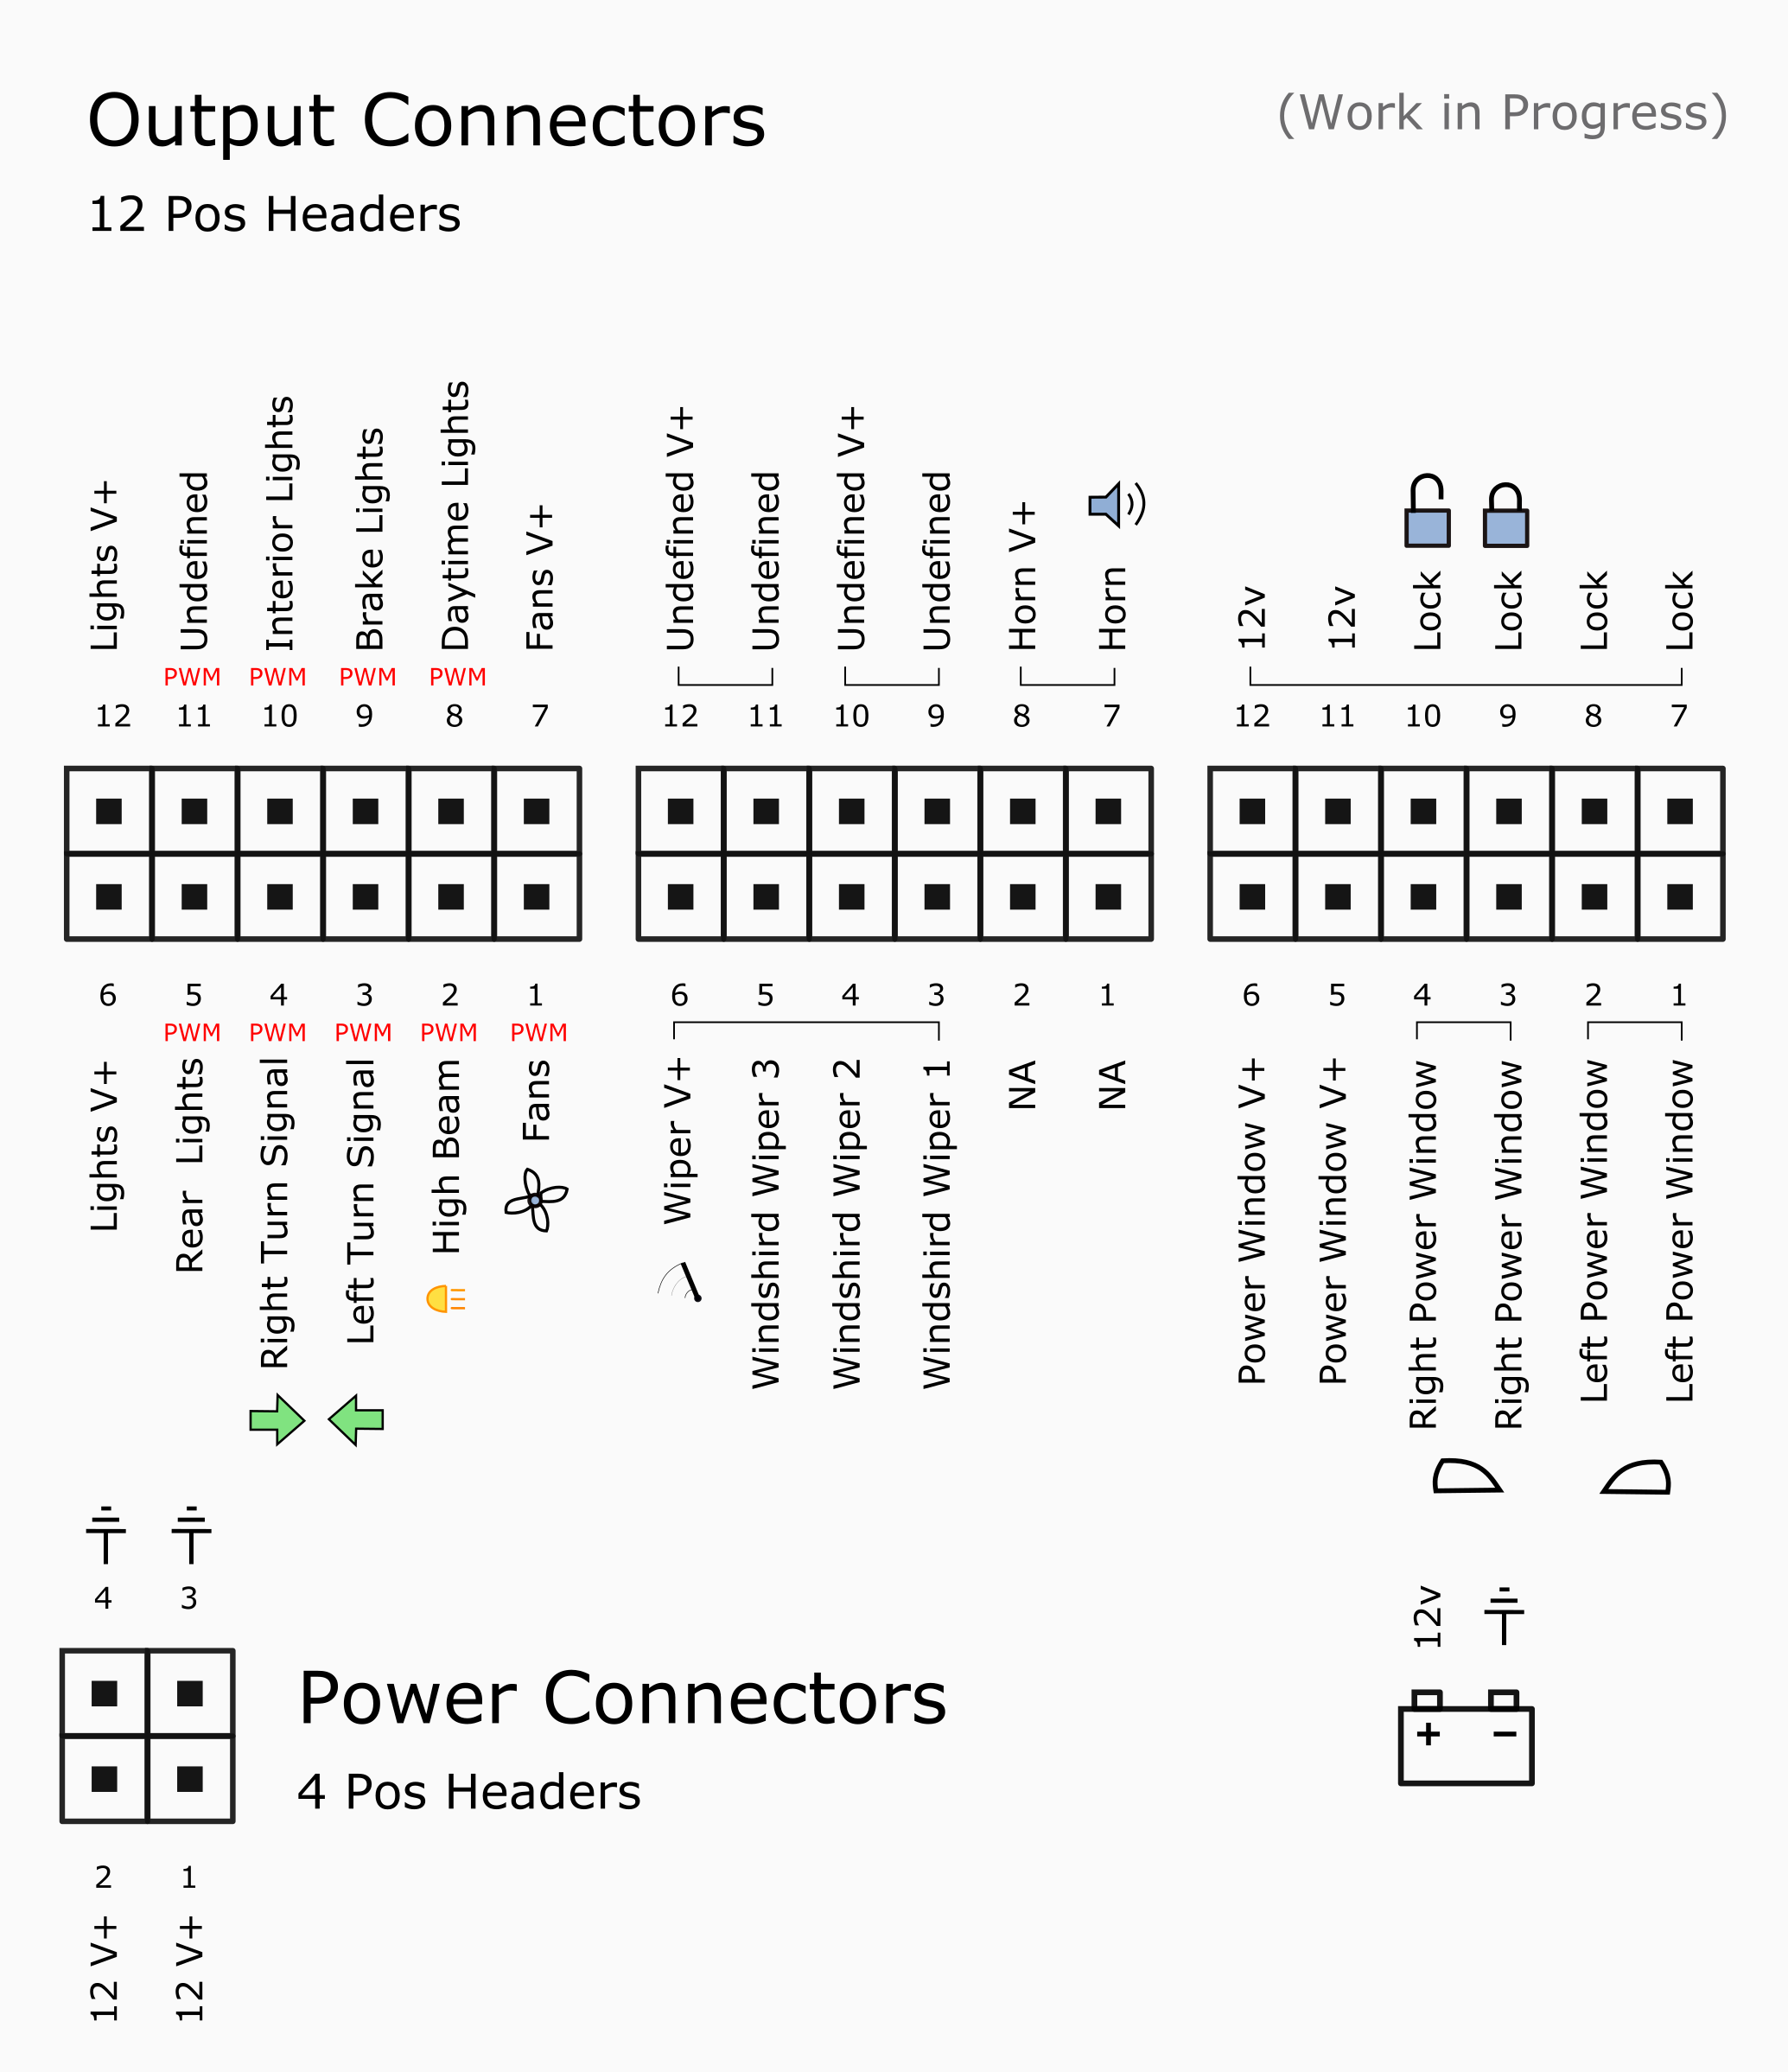 Output Connectors
(Work in Progress)
12 Pos Headers
Lights V+
Undefined
Interior Lights
Brake Lights
Daytime Lights
Fans V+
Undefined V+
Undefined
Undefined V+
Undefined
Horn V+
Horn
12v
12v
Lock
Lock
Lock
Lock
PWM PWM PWM PWM
12 11 10 9 8 7
12 11 10 9 8 7
12 11 10 9 8 7
6 5 4 3 2 1
6 5 4 3 2 1
6 5 4 3 2 1
PWM PWM PWM PWM PWM
Lights V+
Rear Lights
Right Turn Signal
Left Turn Signal
High Beam
Fans
Wiper V+
Windshird Wiper 3
Windshird Wiper 2
Windshird Wiper 1
NA
NA
Power Window V+
Power Window V+
Right Power Window
Right Power Window
Left Power Window
Left Power Window
4 3
12v
+ −
Power Connectors
4 Pos Headers
2 1
12 V+
12 V+